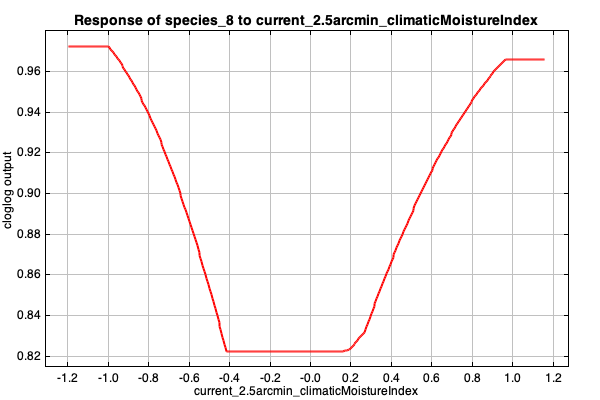 Response of species_8 to current_2.5arcmin_climaticMoistureIndex
cloglog output
0.96
0.94
0.92
0.90
0.88
0.86
0.84
0.82
-1.2 -1.0 -0.8 -0.6 -0.4 -0.2 -0.0 0.2 0.4 0.6 0.8 1.0 1.2
current_2.5arcmin_climaticMoistureIndex